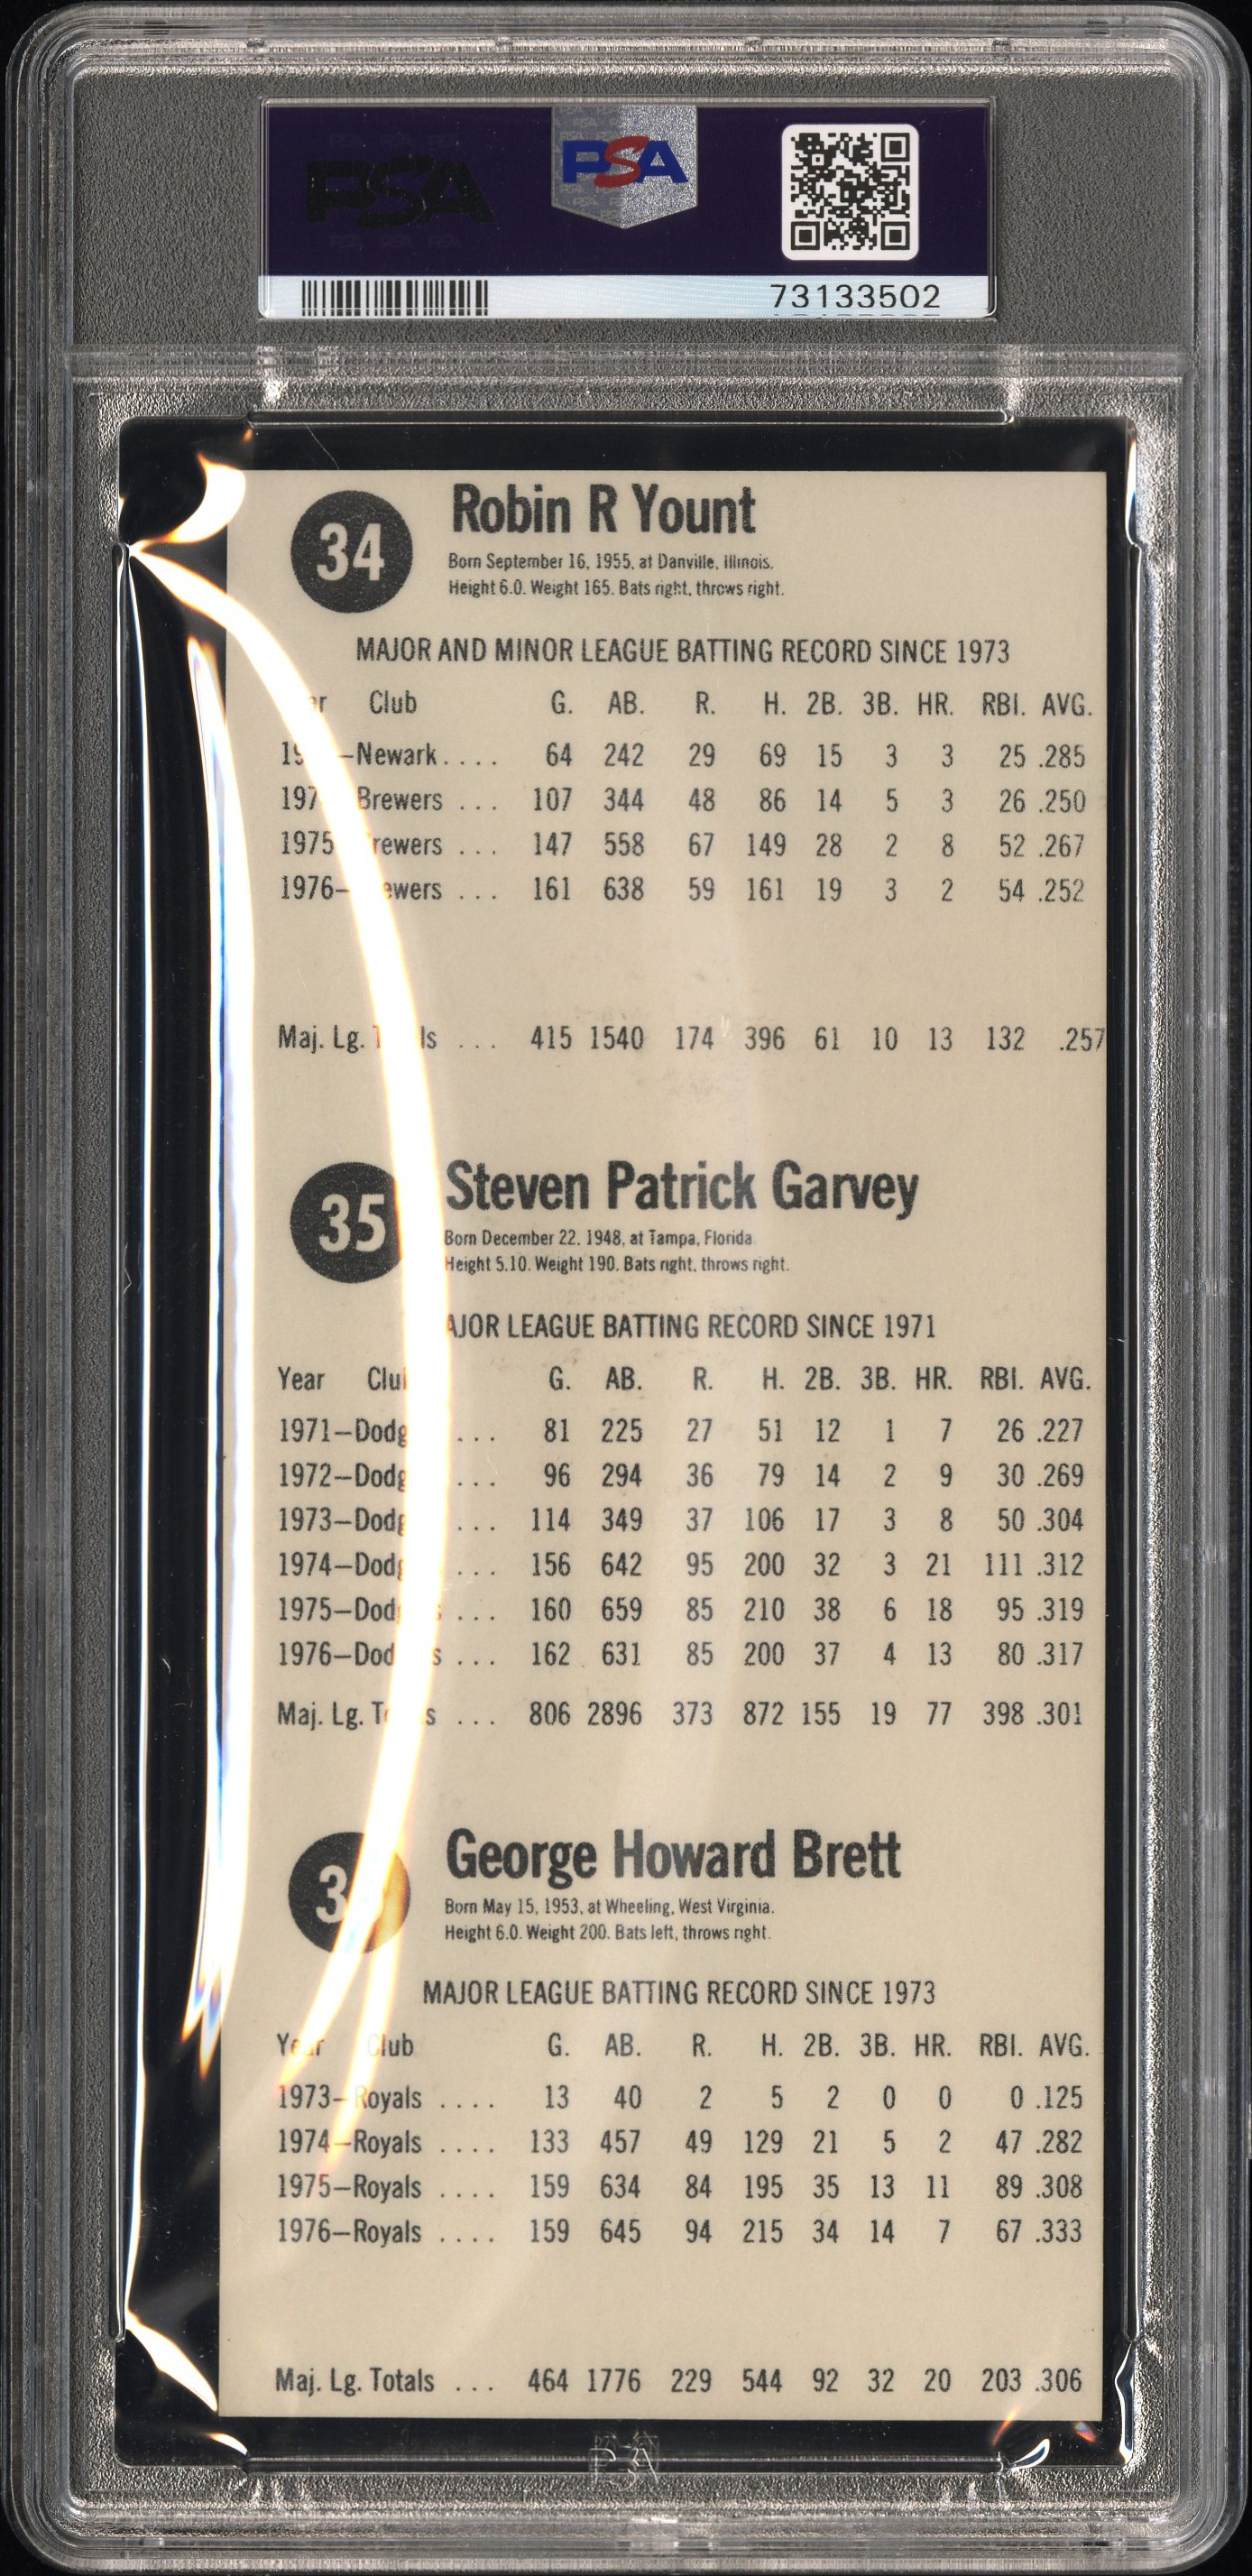 PSA PSA
73133502
34 Robin R Yount
Born September 16, 1955, at Danville, Illinois.
Height 6.0. Weight 165. Bats right, throws right.
MAJOR AND MINOR LEAGUE BATTING RECORD SINCE 1973
Club G. AB. R. H. 2B. 3B. HR. RBI. AVG.
–Newark.... 64 242 29 69 15 3 3 25 .285
Brewers ... 107 344 48 86 14 5 3 26 .250
1975 ... 147 558 67 149 28 2 8 52 .267
1976– ... 161 638 59 161 19 3 2 54 .252
Maj. Lg. ... 415 1540 174 396 61 10 13 132 .257
35 Steven Patrick Garvey
Born December 22, 1948, at Tampa, Florida
Height 5.10. Weight 190. Bats right, throws right.
LEAGUE BATTING RECORD SINCE 1971
Year G. AB. R. H. 2B. 3B. HR. RBI. AVG.
1971– ... 81 225 27 51 12 1 7 26 .227
1972– ... 96 294 36 79 14 2 9 30 .269
1973– ... 114 349 37 106 17 3 8 50 .304
1974– ... 156 642 95 200 32 3 21 111 .312
1975– ... 160 659 85 210 38 6 18 95 .319
1976– ... 162 631 85 200 37 4 13 80 .317
Maj. Lg. ... 806 2896 373 872 155 19 77 398 .301
George Howard Brett
Born May 15, 1953, at Wheeling, West Virginia.
Height 6.0. Weight 200. Bats left, throws right.
MAJOR LEAGUE BATTING RECORD SINCE 1973
Year Club G. AB. R. H. 2B. 3B. HR. RBI. AVG.
1973–Royals .... 13 40 2 5 2 0 0 0 .125
1974–Royals .... 133 457 49 129 21 5 2 47 .282
1975–Royals .... 159 634 84 195 35 13 11 89 .308
1976–Royals .... 159 645 94 215 34 14 7 67 .333
Maj. Lg. Totals ... 464 1776 229 544 92 32 20 203 .306
PSA